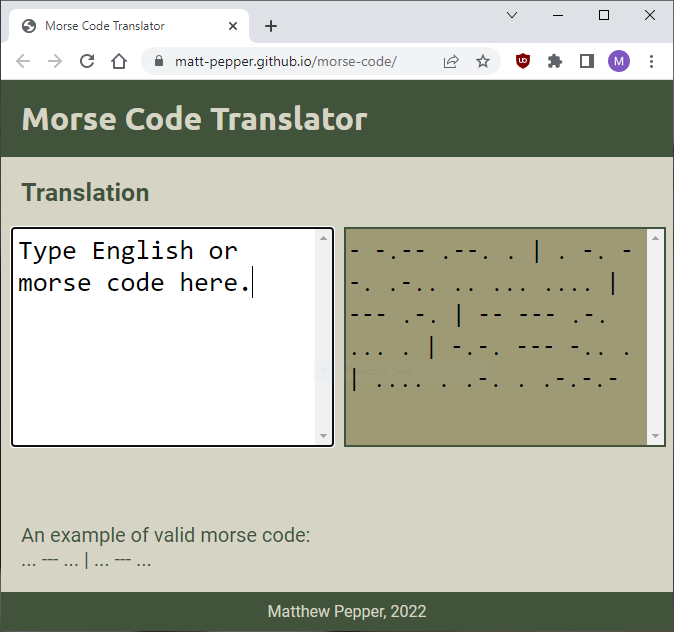 Morse Code Translator
matt-pepper.github.io/morse-code/
UD
M
Morse Code Translator
Translation
Type English or
morse code here.
- -.-- .--. . | . -. -
-. .-.. .. ... .... |
--- .-. | -- --- .-.
... . | -.-. --- -.. .
| .... . .-. . .-.-.-
An example of valid morse code:
... --- ... | ... --- ...
Matthew Pepper, 2022